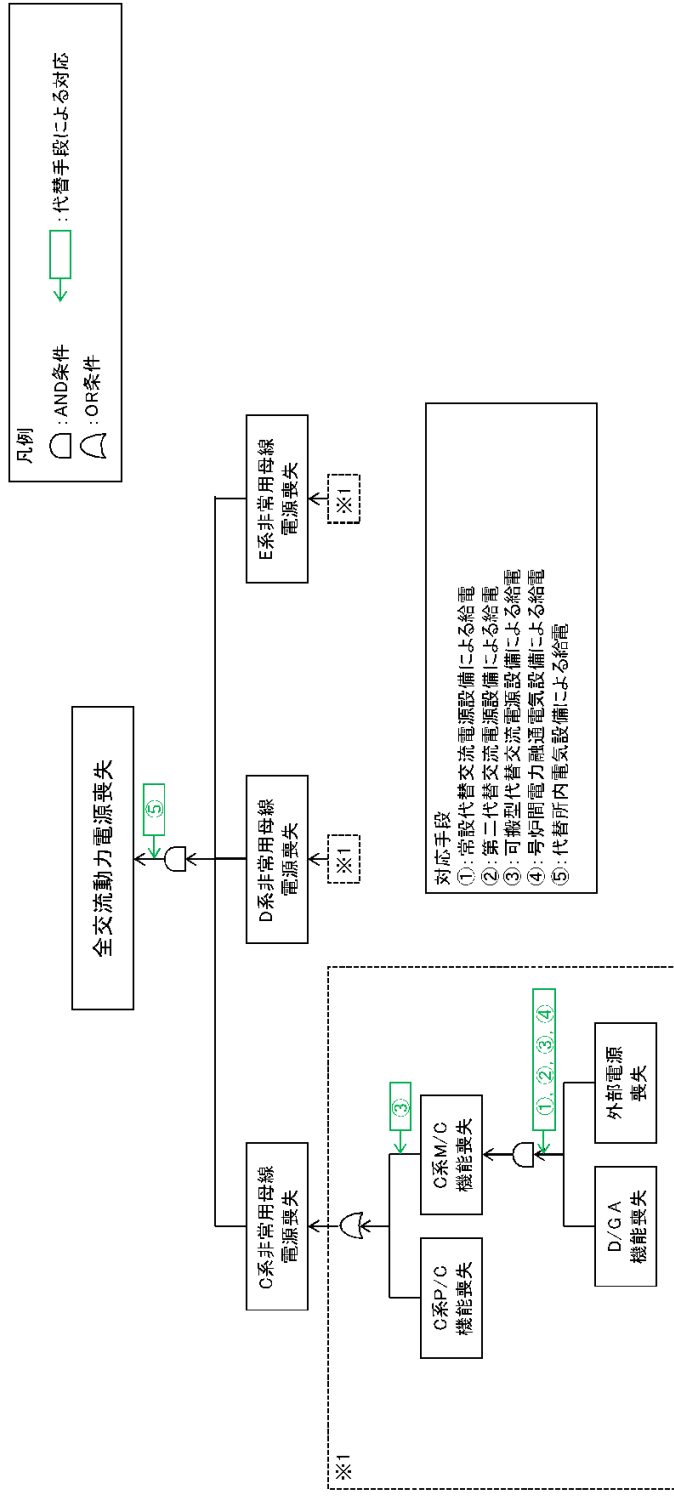 全交流動力電源喪失
⑤
C系非常用母線
電源喪失
D系非常用母線
電源喪失
E系非常用母線
電源喪失
※1
※1
※1
C系P/C
機能喪失
C系M/C
機能喪失
③
①, ②, ③, ④
D/G A
機能喪失
外部電源
喪失
対応手段
①:常設代替交流電源設備による給電
②:第二代替交流電源設備による給電
③:可搬型代替交流電源設備による給電
④:号炉間電力融通電気設備による給電
⑤:代替所内電気設備による給電
凡例
:AND条件
:OR条件
:代替手段による対応